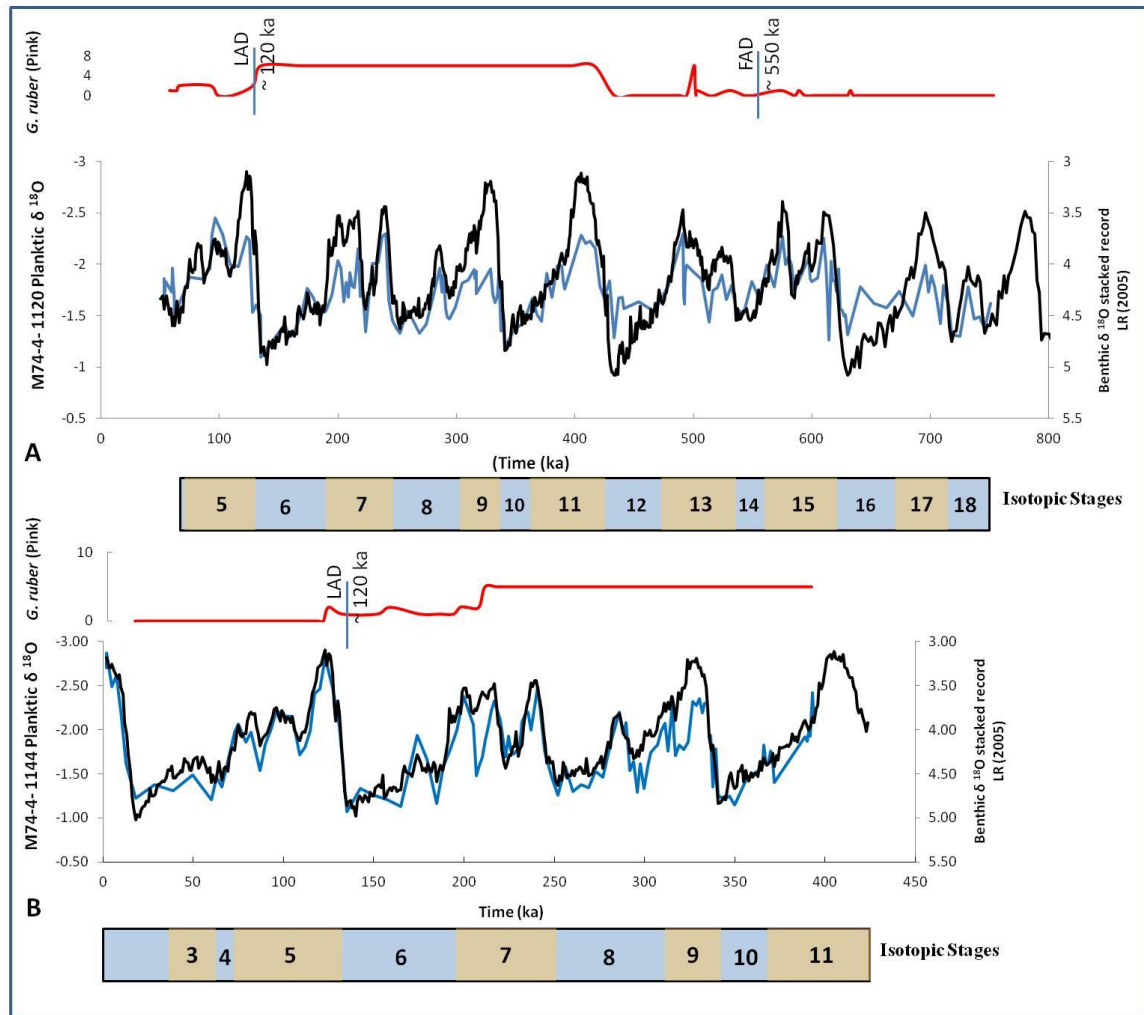 G. ruber (Pink)
8
4
0
LAD
~ 120 ka
FAD
~ 550 ka
M74-4-1120 Planktic δ 18O
-3
-2.5
-2
-1.5
-1
-0.5
3
3.5
4
4.5
5
5.5
Benthic δ 18O stacked record
LR (2005)
0 100 200 300 400 500 600 700 800
A
(Time (ka)
5 6 7 8 9 10 11 12 13 14 15 16 17 18
Isotopic Stages
G. ruber (Pink)
10
0
LAD
~ 120 ka
M74-4-1144 Planktic δ 18O
-3.00
-2.50
-2.00
-1.50
-1.00
-0.50
3.00
3.50
4.00
4.50
5.00
5.50
Benthic δ 18O stacked record
LR (2005)
0 50 100 150 200 250 300 350 400 450
B
Time (ka)
3 4 5 6 7 8 9 10 11
Isotopic Stages